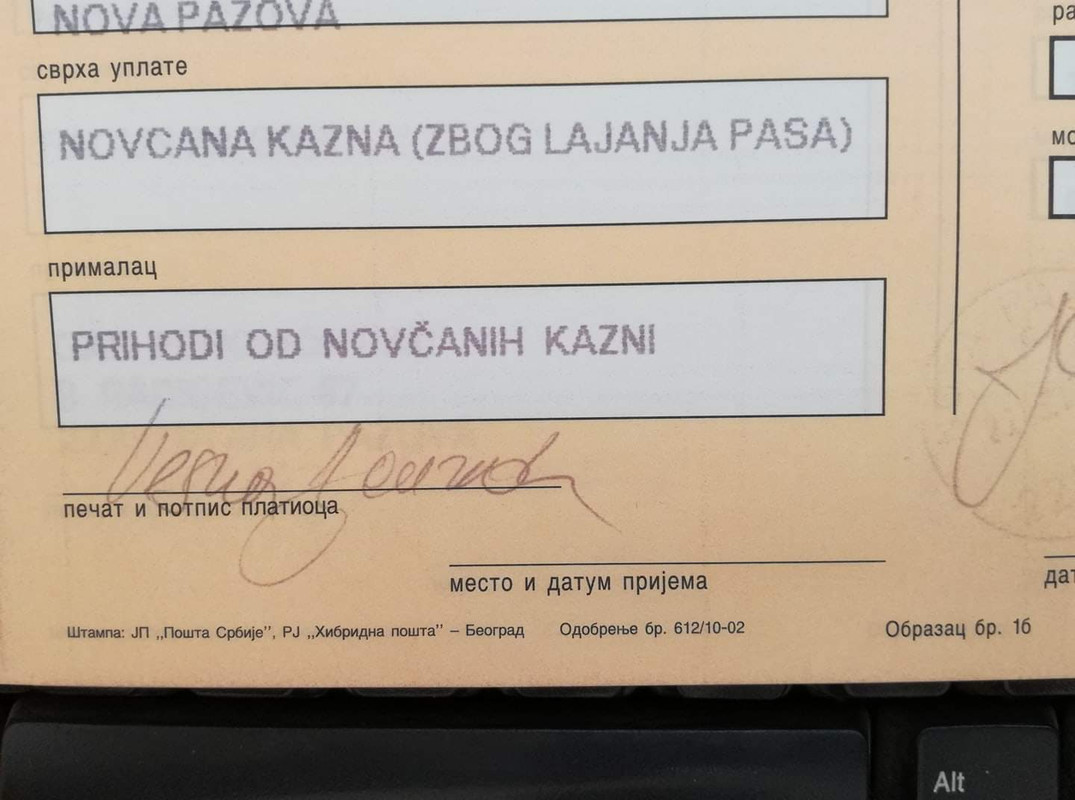 NOVA PAZOVA
сврха уплате
NOVCANA KAZNA (ZBOG LAJANJA PASA)
прималац
PRIHODI OD NOVČANIH KAZNI
печат и потпис платиоца
место и датум пријема
Штампа: ЈП ,,Пошта Србије’’, РЈ ,,Хибридна пошта’’ – Београд Одобрење бр. 612/10-02
Образац бр. 1б
Alt